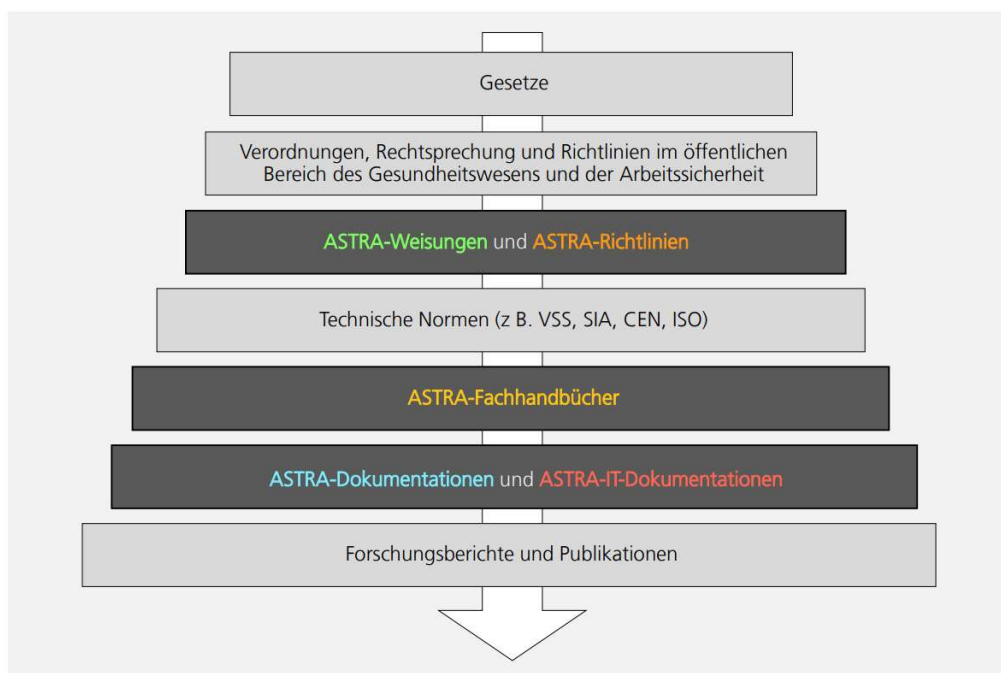 Gesetze
Verordnungen, Rechtsprechung und Richtlinien im öffentlichen
Bereich des Gesundheitswesens und der Arbeitssicherheit
ASTRA-Weisungen und ASTRA-Richtlinien
Technische Normen (z B. VSS, SIA, CEN, ISO)
ASTRA-Fachhandbücher
ASTRA-Dokumentationen und ASTRA-IT-Dokumentationen
Forschungsberichte und Publikationen